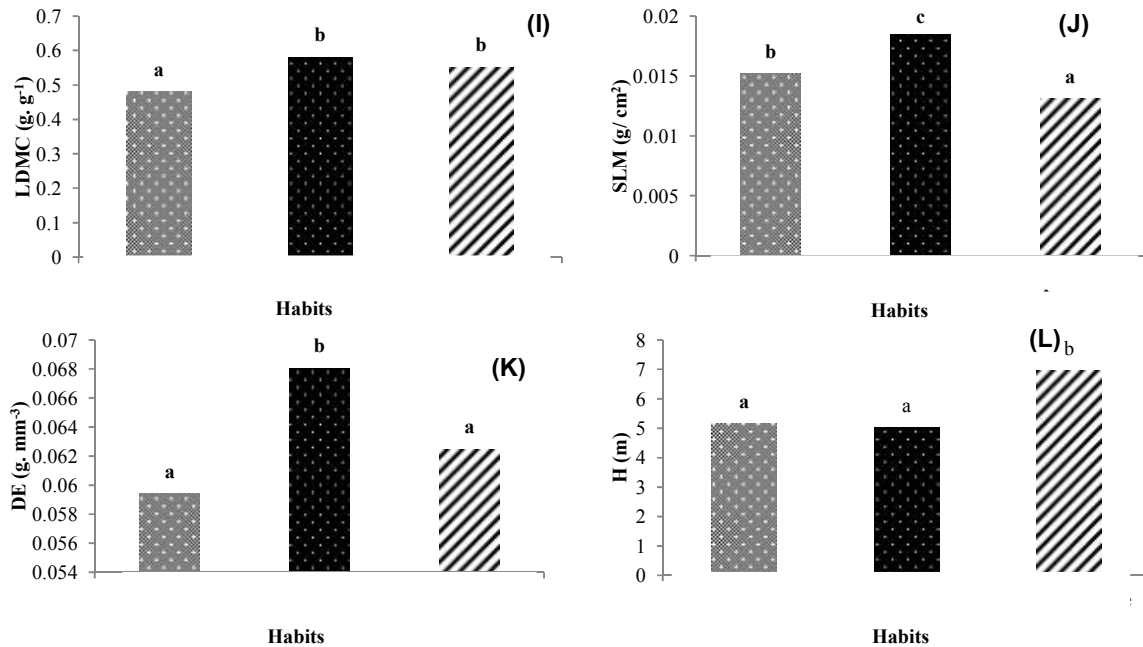 LDMC (g. g⁻¹)
0.7
0.6
0.5
0.4
0.3
0.2
0.1
0
a
b
b
(I)
Habits
SLM (g/ cm²)
0.02
0.015
0.01
0.005
0
b
c
a
(J)
Habits
DE (g. mm⁻³)
0.07
0.068
0.066
0.064
0.062
0.06
0.058
0.056
0.054
a
b
a
(K)
Habits
H (m)
8
7
6
5
4
3
2
1
0
a
a
(L) b
Habits